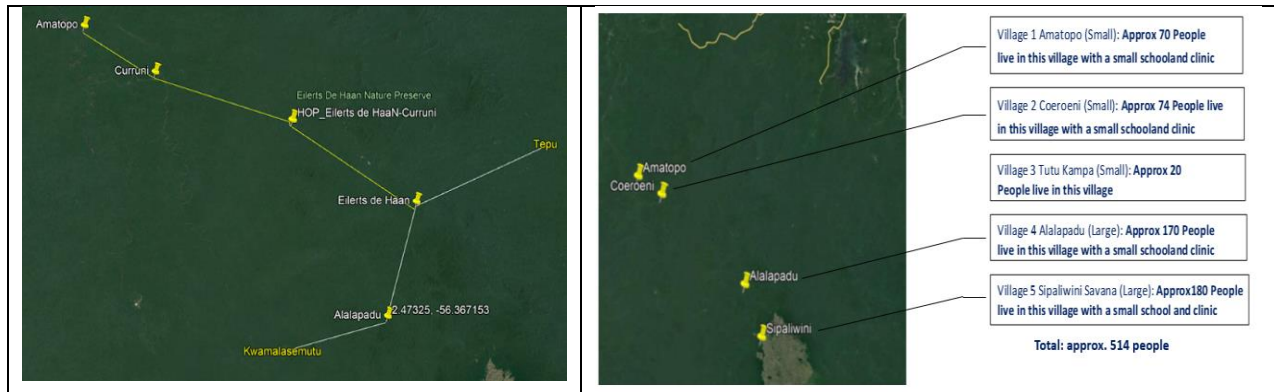 Amatopo
Curruni
Eilerts De Haan Nature Preserve
HOP_Eilerts de HaaN-Curruni
Tepu
Eilerts de Haan
Alalapadu
2.47325, -56.367153
Kwamalasemutu
Amatopo
Coeroeni
Alalapadu
Sipaliwini
Village 1 Amatopo (Small): Approx 70 People
live in this village with a small schooland clinic
Village 2 Coeroeni (Small): Approx 74 People live
in this village with a small schooland clinic
Village 3 Tutu Kampa (Small): Approx 20
People live in this village
Village 4 Alalapadu (Large): Approx 170 People
live in this village with a small schooland clinic
Village 5 Sipaliwini Savana (Large): Approx180 People
live in this village with a small school and clinic
Total: approx. 514 people